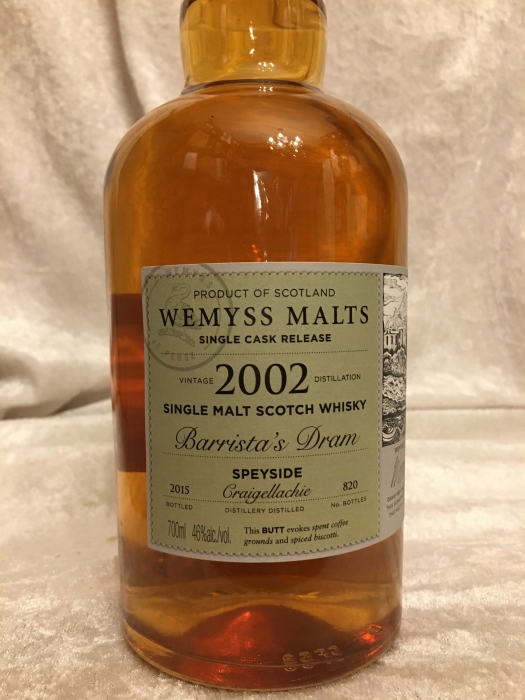 PRODUCT OF SCOTLAND
WEMYSS MALTS
SINGLE CASK RELEASE
VINTAGE 2002 DISTILLATION
SINGLE MALT SCOTCH WHISKY
Barrista's Dram
SPEYSIDE
2015 Craigellachie 820
BOTTLED DISTILLERY DISTILLED No. BOTTLES
700ml 46%alc./vol. This BUTT evokes spent coffee
grounds and spiced biscotti.